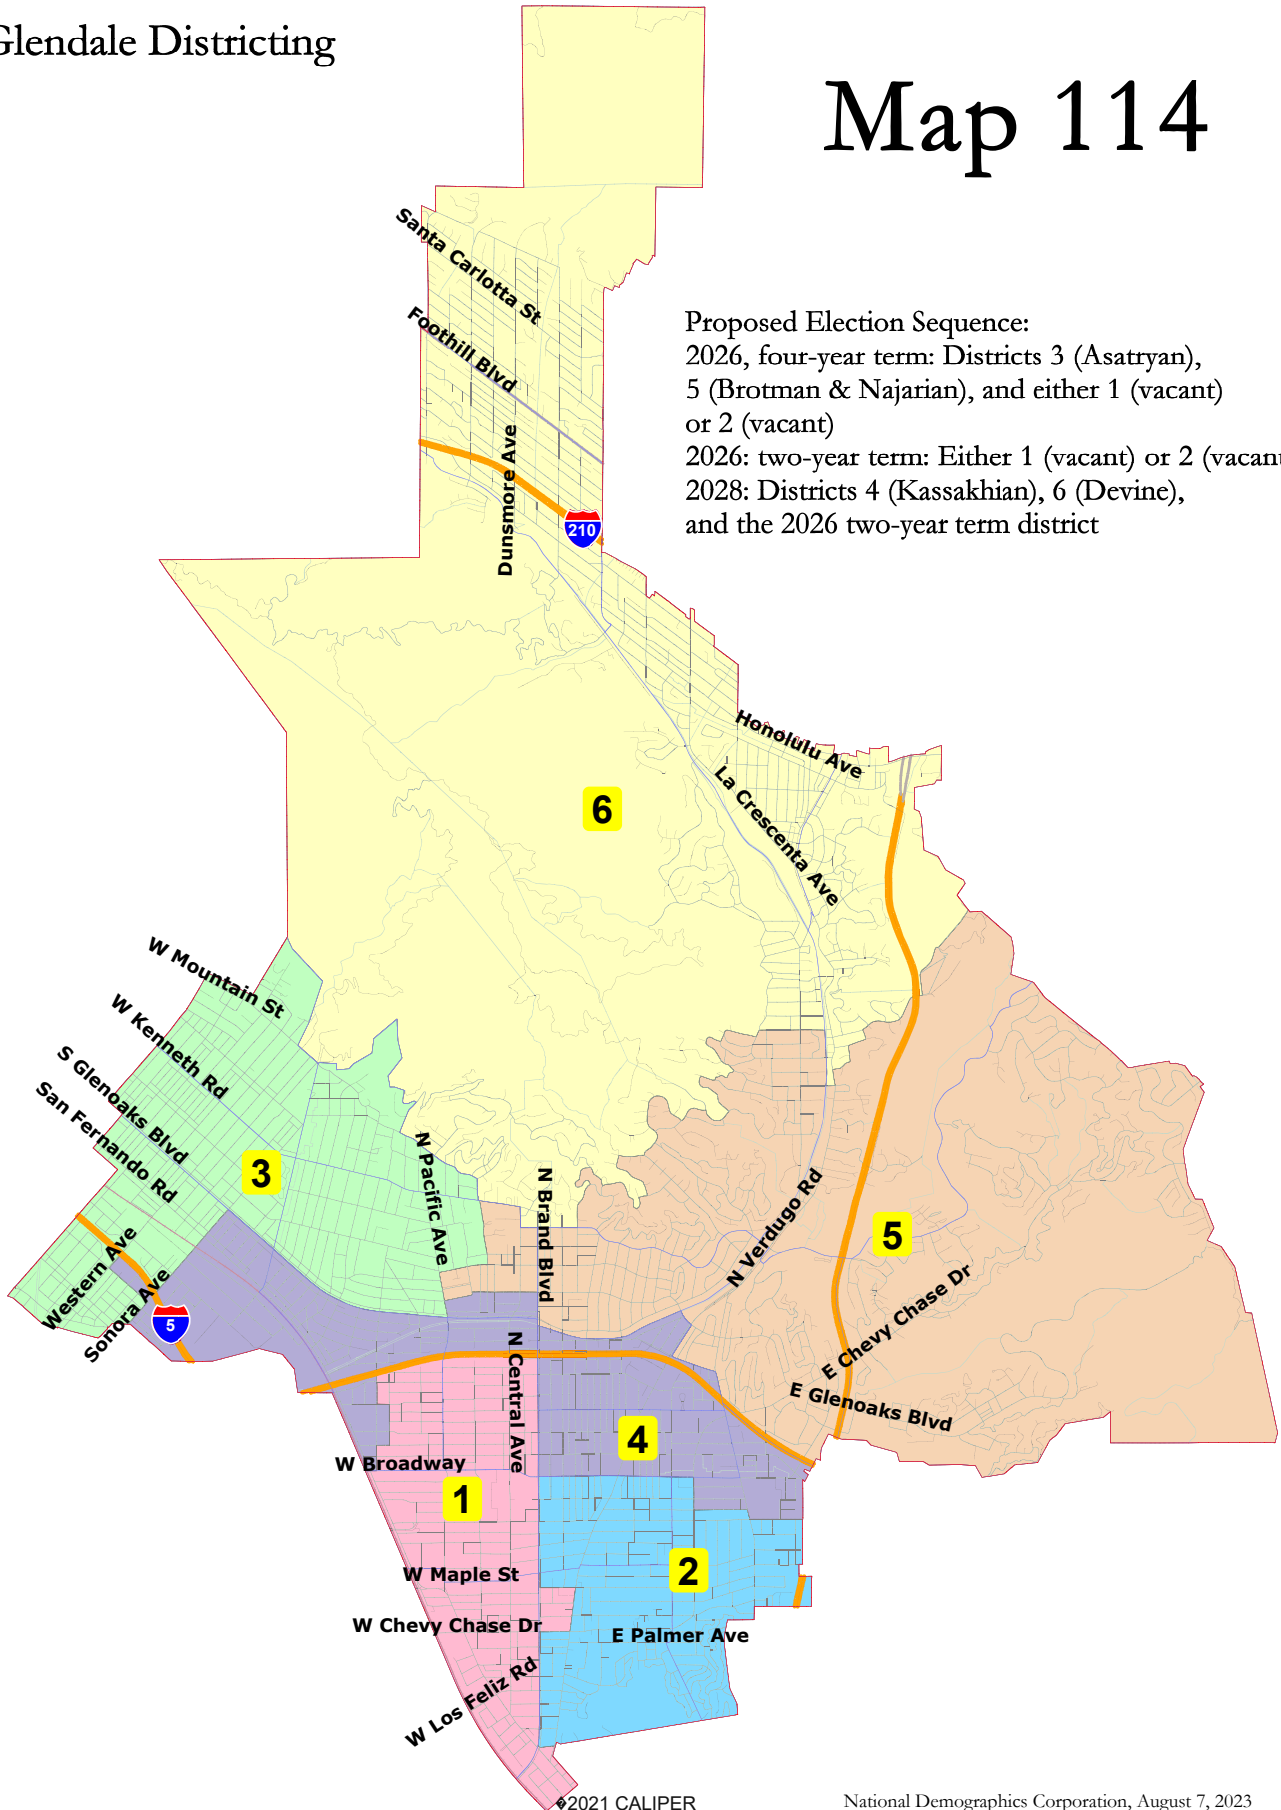 Glendale Districting
Map 114
Proposed Election Sequence:
2026, four-year term: Districts 3 (Asatryan),
5 (Brotman & Najarian), and either 1 (vacant)
or 2 (vacant)
2026: two-year term: Either 1 (vacant) or 2 (vacant
2028: Districts 4 (Kassakhian), 6 (Devine),
and the 2026 two-year term district
Santa Carlotta St
Foothill Blvd
Dunsmore Ave
210
Honolulu Ave
La Crescenta Ave
6
W Mountain St
W Kenneth Rd
S Glenoaks Blvd
San Fernando Rd
3
N Pacific Ave
N Brand Blvd
N Verdugo Rd
5
Western Ave
Sonora Ave
5
E Chevy Chase Dr
E Glenoaks Blvd
N Central Ave
4
W Broadway
1
W Maple St
2
W Chevy Chase Dr
E Palmer Ave
W Los Feliz Rd
�2021 CALIPER
National Demographics Corporation, August 7, 2023